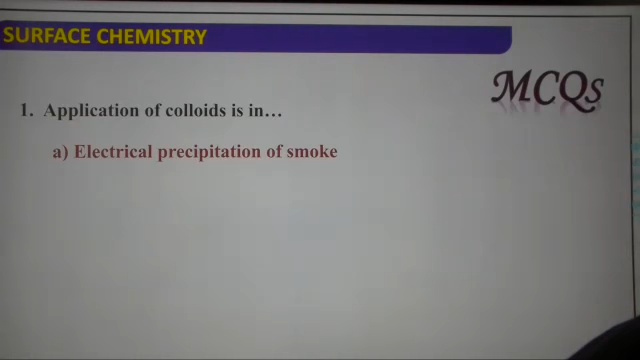 SURFACE CHEMISTRY
MCQs
1. Application of colloids is in...
a) Electrical precipitation of smoke